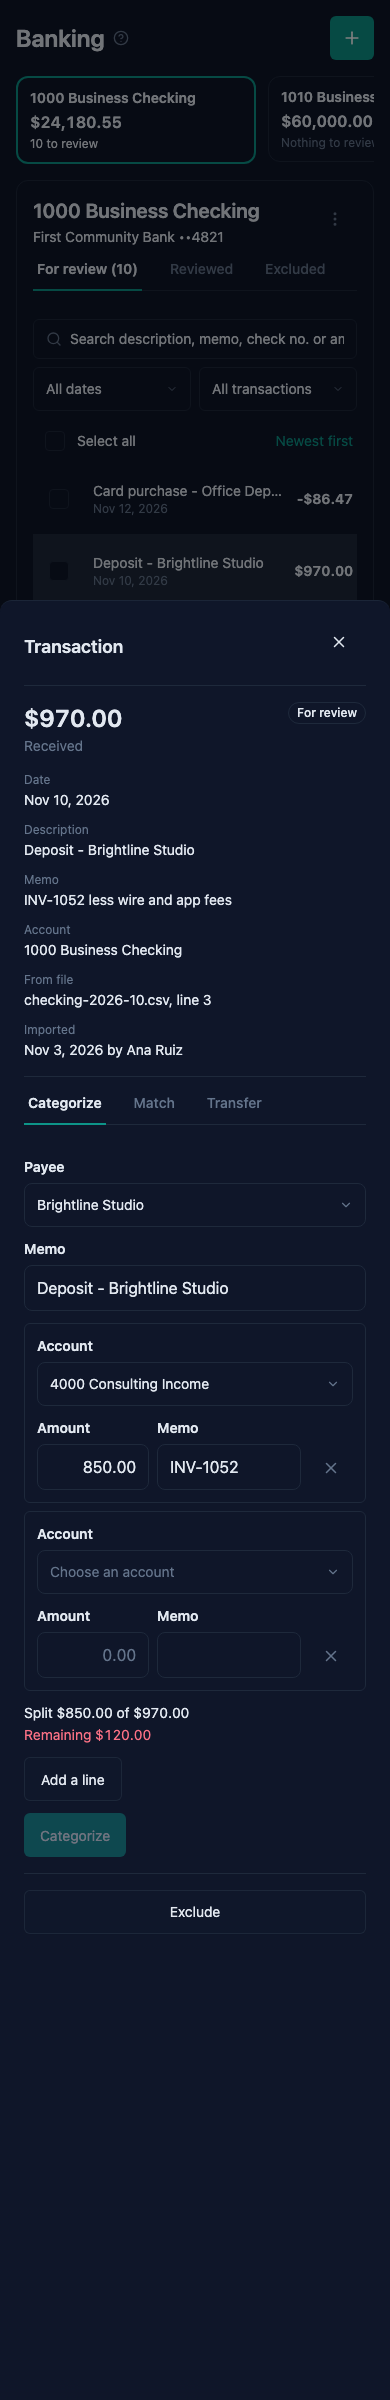 Banking
1000 Business Checking
$24,180.55
10 to review
1010 Business
$60,000.00
Nothing to review
1000 Business Checking
First Community Bank ••4821
For review (10) Reviewed Excluded
Search description, memo, check no. or am
All dates All transactions
Select all Newest first
Card purchase - Office Dep... -$86.47
Nov 12, 2026
Deposit - Brightline Studio $970.00
Nov 10, 2026
Transaction
$970.00 For review
Received
Date
Nov 10, 2026
Description
Deposit - Brightline Studio
Memo
INV-1052 less wire and app fees
Account
1000 Business Checking
From file
checking-2026-10.csv, line 3
Imported
Nov 3, 2026 by Ana Ruiz
Categorize Match Transfer
Payee
Brightline Studio
Memo
Deposit - Brightline Studio
Account
4000 Consulting Income
Amount Memo
850.00 INV-1052
Account
Choose an account
Amount Memo
0.00
Split $850.00 of $970.00
Remaining $120.00
Add a line
Categorize
Exclude